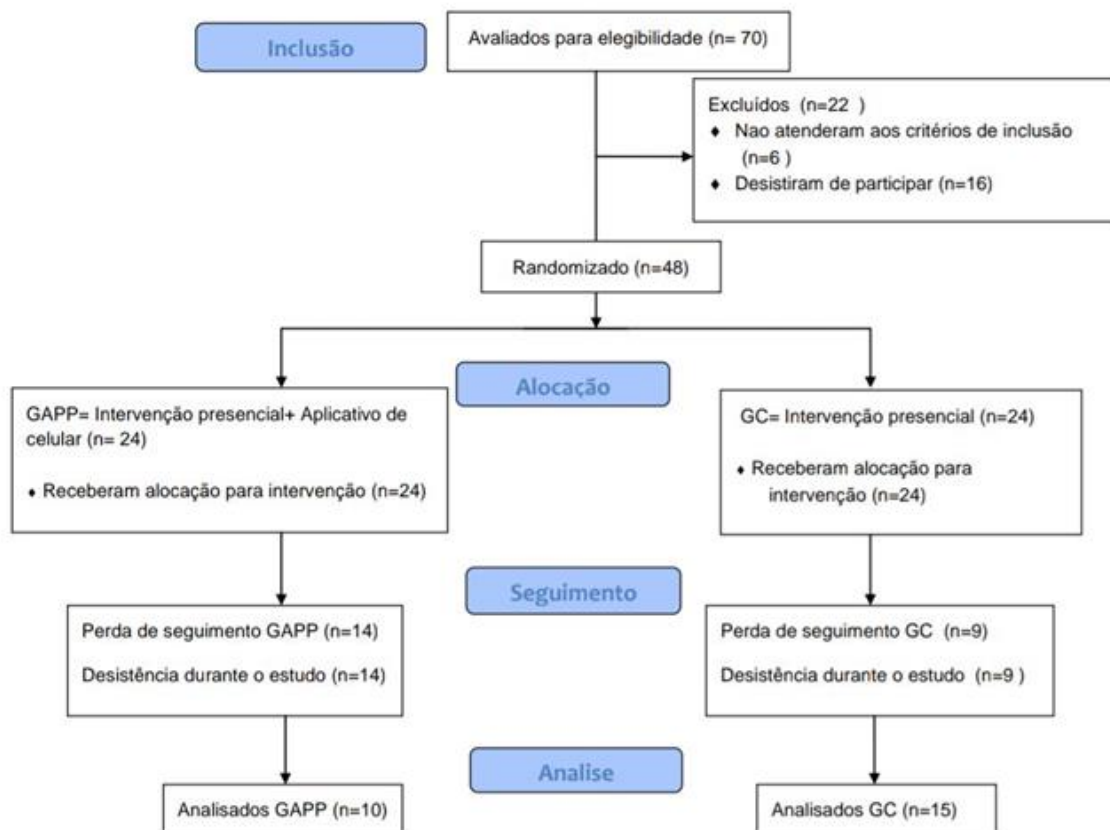 Inclusão
Avaliados para elegibilidade (n= 70)
Excluídos (n=22 )
♦ Nao atenderam aos critérios de inclusão
(n=6 )
♦ Desistiram de participar (n=16)
Randomizado (n=48)
Alocação
GAPP= Intervenção presencial+ Aplicativo de
celular (n= 24)
♦ Receberam alocação para intervenção (n=24)
GC= Intervenção presencial (n=24)
♦ Receberam alocação para
intervenção (n=24)
Seguimento
Perda de seguimento GAPP (n=14)
Desistência durante o estudo (n=14)
Perda de seguimento GC (n=9)
Desistência durante o estudo (n=9 )
Analise
Analisados GAPP (n=10)
Analisados GC (n=15)